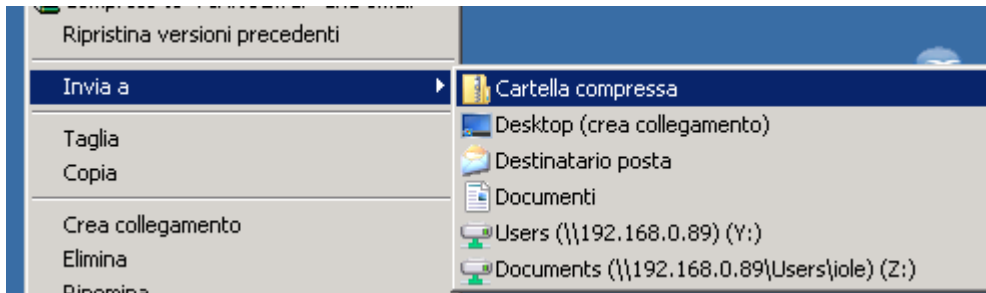 Ripristina versioni precedenti
Invia a
Taglia
Copia
Crea collegamento
Elimina
Cartella compressa
Desktop (crea collegamento)
Destinatario posta
Documenti
Users (\\192.168.0.89) (Y:)
Documents (\\192.168.0.89\Users\iole) (Z:)